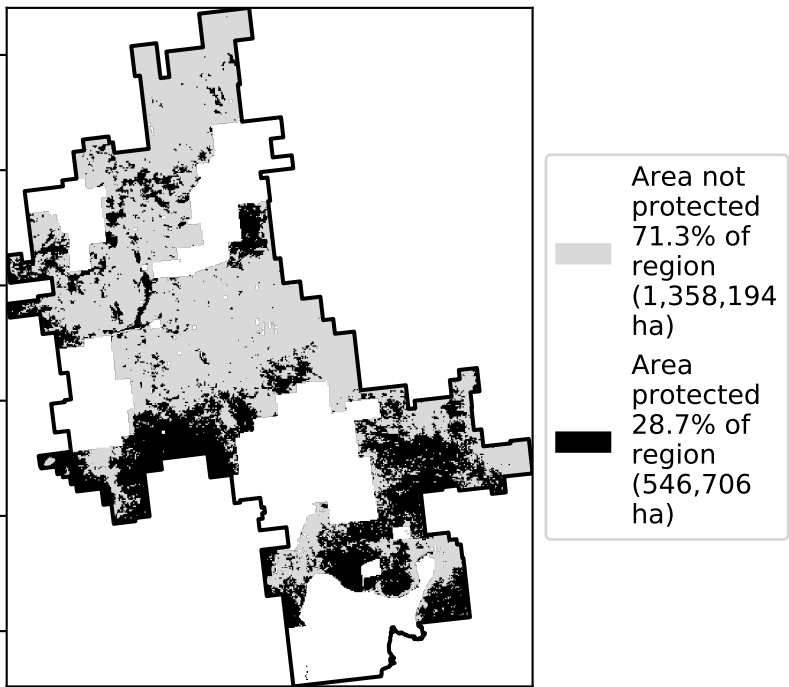 Area not
protected
71.3% of
region
(1,358,194
ha)
Area
protected
28.7% of
region
(546,706
ha)